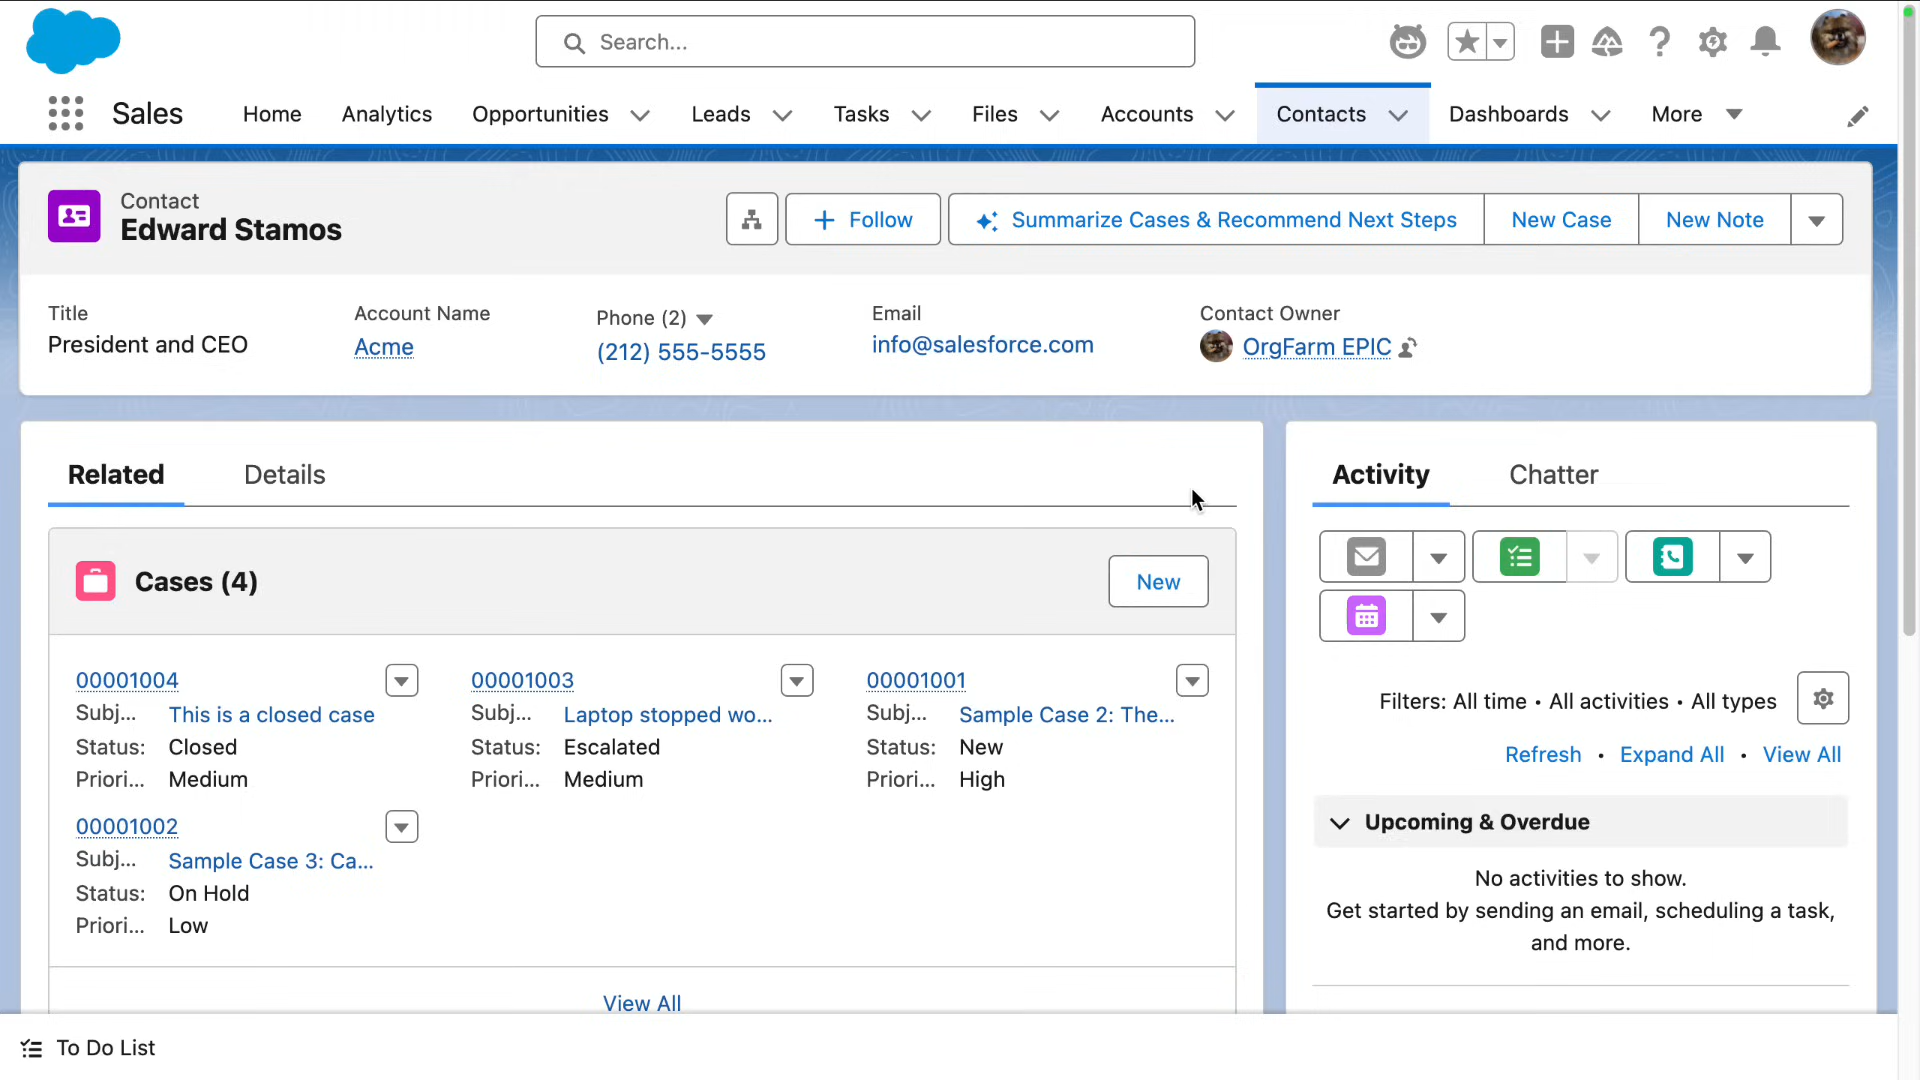 Search...
Sales
Home
Analytics
Opportunities
Leads
Tasks
Files
Accounts
Contacts
Dashboards
More
Contact
Edward Stamos
Follow
Summarize Cases & Recommend Next Steps
New Case
New Note
Title
President and CEO
Account Name
Acme
Phone (2)
(212) 555-5555
Email
info@salesforce.com
Contact Owner
OrgFarm EPIC
Related
Details
Cases (4)
New
00001004
Subj... This is a closed case
Status: Closed
Priori... Medium
00001003
Subj... Laptop stopped wo...
Status: Escalated
Priori... Medium
00001001
Subj... Sample Case 2: The...
Status: New
Priori... High
00001002
Subj... Sample Case 3: Ca...
Status: On Hold
Priori... Low
View All
Activity
Chatter
Filters: All time • All activities • All types
Refresh • Expand All • View All
Upcoming & Overdue
No activities to show.
Get started by sending an email, scheduling a task,
and more.
To Do List